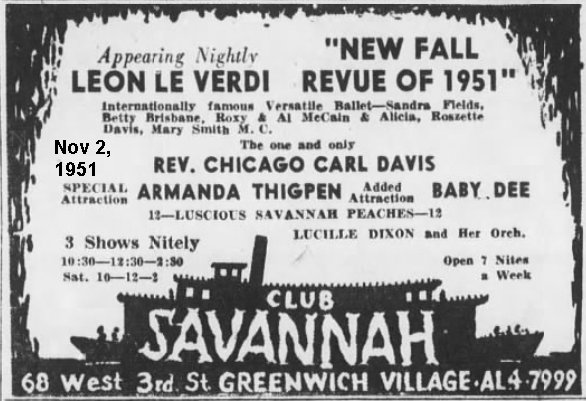 Appearing Nightly
LEON LE VERDI
"NEW FALL
REVUE OF 1951"
Internationally famous Versatile Ballet—Sandra Fields,
Betty Brisbane, Roxy & Al McCain & Alicia, Roszette
Davis, Mary Smith M. C.
Nov 2,
1951
The one and only
REV. CHICAGO CARL DAVIS
SPECIAL
Attraction
ARMANDA THIGPEN
Added
Attraction
BABY DEE
12—LUSCIOUS SAVANNAH PEACHES—12
3 Shows Nitely
10:30—12:30—2:30
Sat. 10—12—2
LUCILLE DIXON and Her Orch.
Open 7 Nites
a Week
CLUB
SAVANNAH
68 West 3rd. St. GREENWICH VILLAGE•AL 4-7999